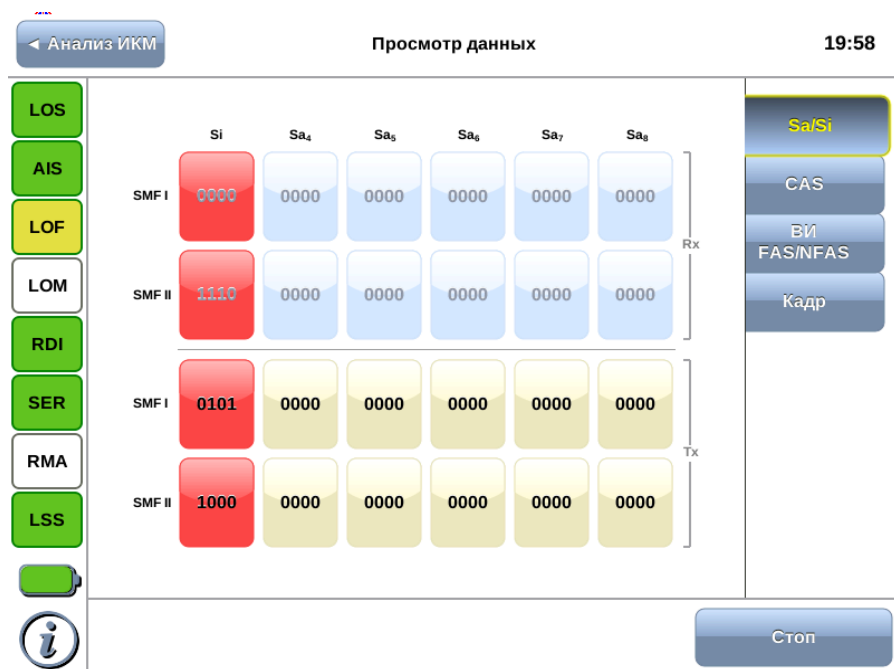 ◄ Анализ ИКМ
Просмотр данных
19:58
LOS
AIS
LOF
LOM
RDI
SER
RMA
LSS
Si Sa₄ Sa₅ Sa₆ Sa₇ Sa₈
SMF I 0000 0000 0000 0000 0000 0000
Rx
SMF II 1110 0000 0000 0000 0000 0000
SMF I 0101 0000 0000 0000 0000 0000
Tx
SMF II 1000 0000 0000 0000 0000 0000
Sa/Si
CAS
ВИ
FAS/NFAS
Кадр
i
Стоп